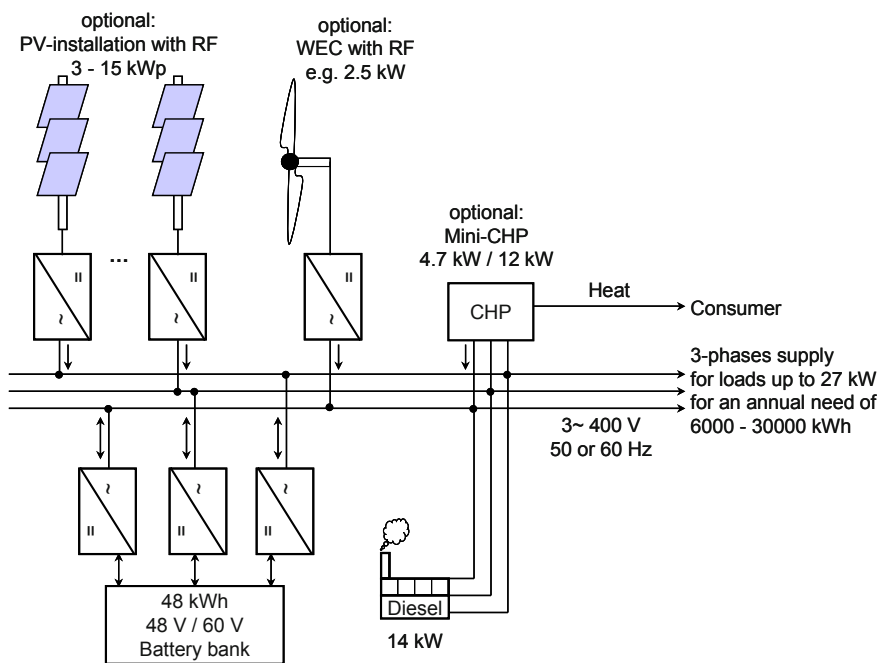 optional:
PV-installation with RF
3 - 15 kWp
optional:
WEC with RF
e.g. 2.5 kW
optional:
Mini-CHP
4.7 kW / 12 kW
=
~
...
=
~
=
~
CHP
Heat
Consumer
3-phases supply
for loads up to 27 kW
for an annual need of
6000 - 30000 kWh
3~ 400 V
50 or 60 Hz
~
=
~
=
~
=
48 kWh
48 V / 60 V
Battery bank
Diesel
14 kW